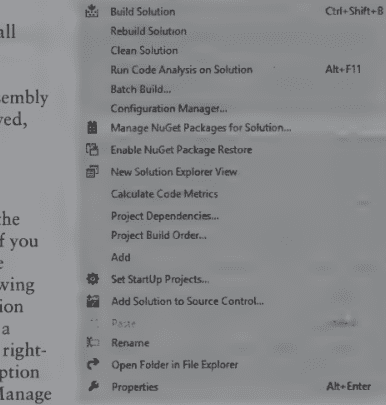 all
sembly
ved,
the
f you
e
wing
ion
a
right-
ption
Manage
Build Solution Ctrl+Shift+B
Rebuild Solution
Clean Solution
Run Code Analysis on Solution Alt+F11
Batch Build...
Configuration Manager...
Manage NuGet Packages for Solution...
Enable NuGet Package Restore
New Solution Explorer View
Calculate Code Metrics
Project Dependencies...
Project Build Order...
Add
Set StartUp Projects...
Add Solution to Source Control...
Paste
Rename
Open Folder in File Explorer
Properties Alt+Enter